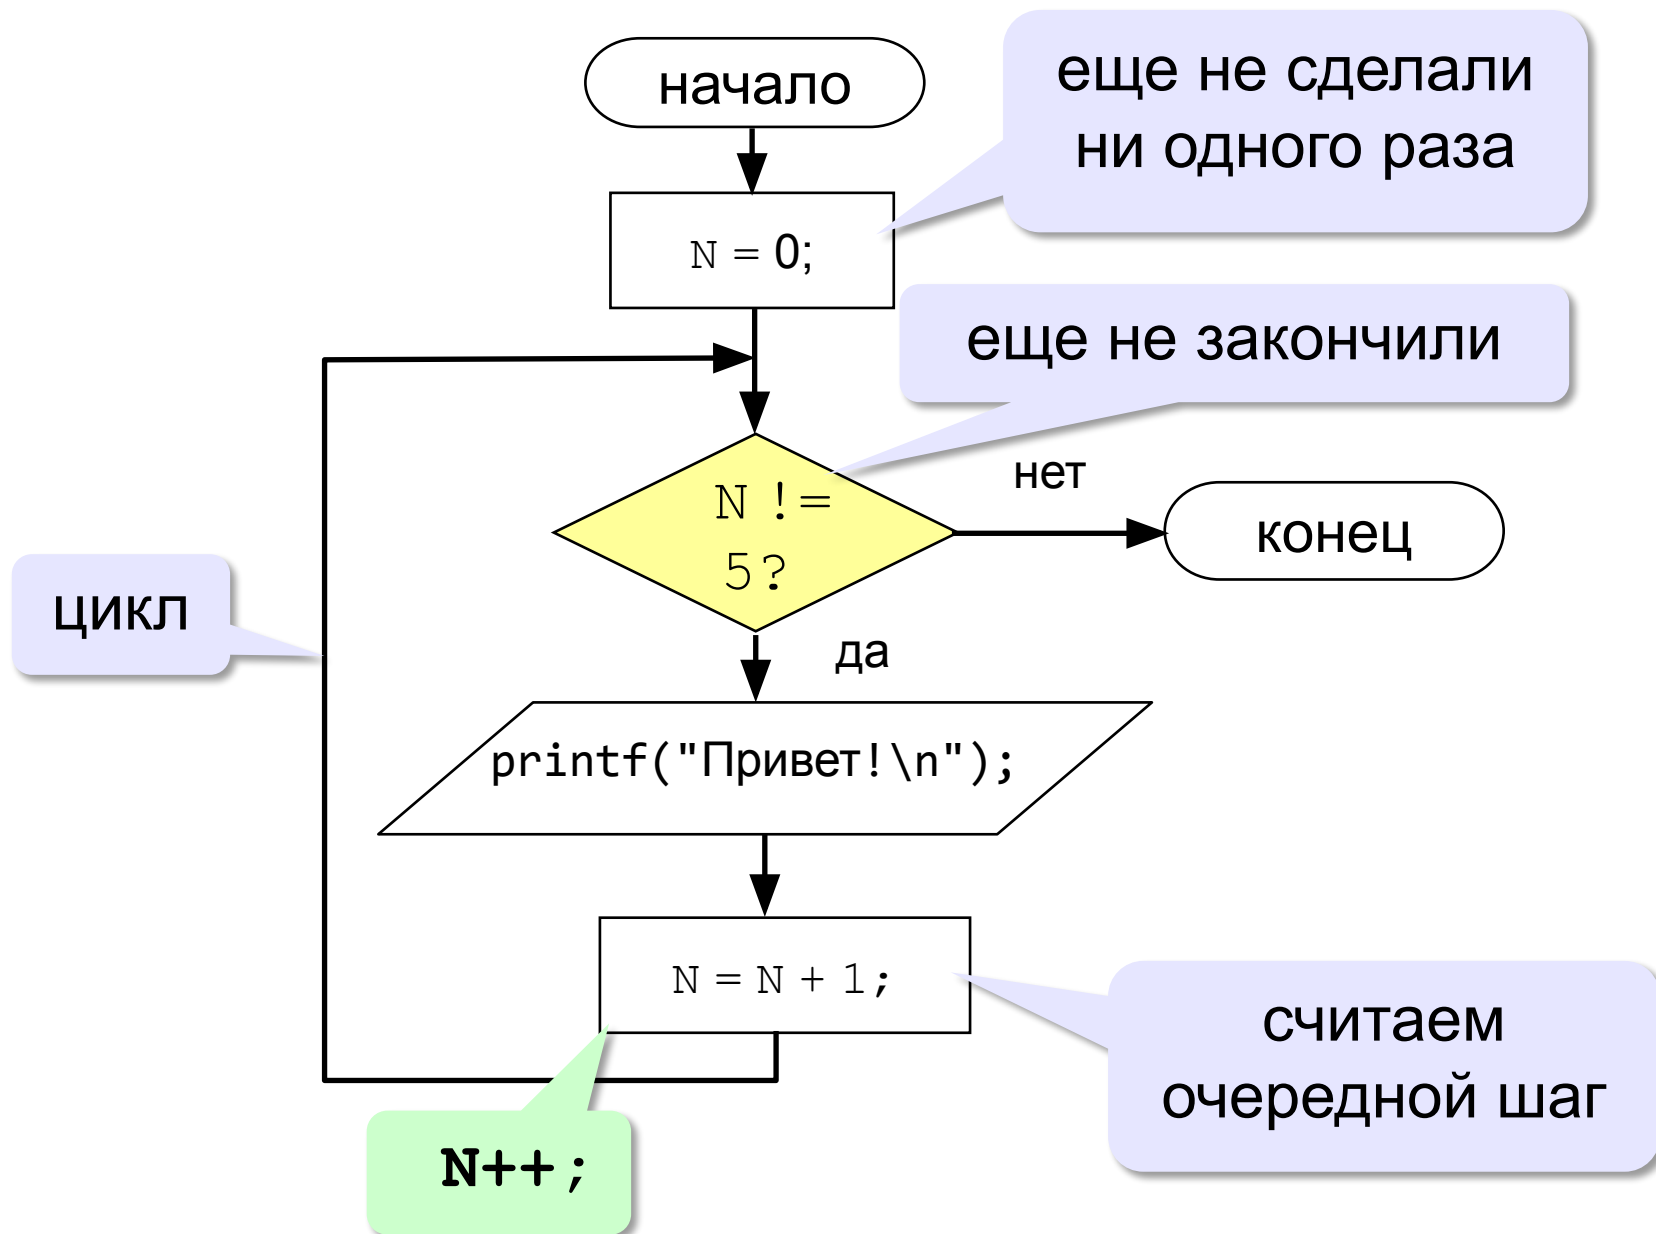 начало
еще не сделали
ни одного раза
N = 0;
еще не закончили
N !=
5?
нет
конец
цикл
да
printf("Привет!\n");
N = N + 1;
считаем
очередной шаг
N++;